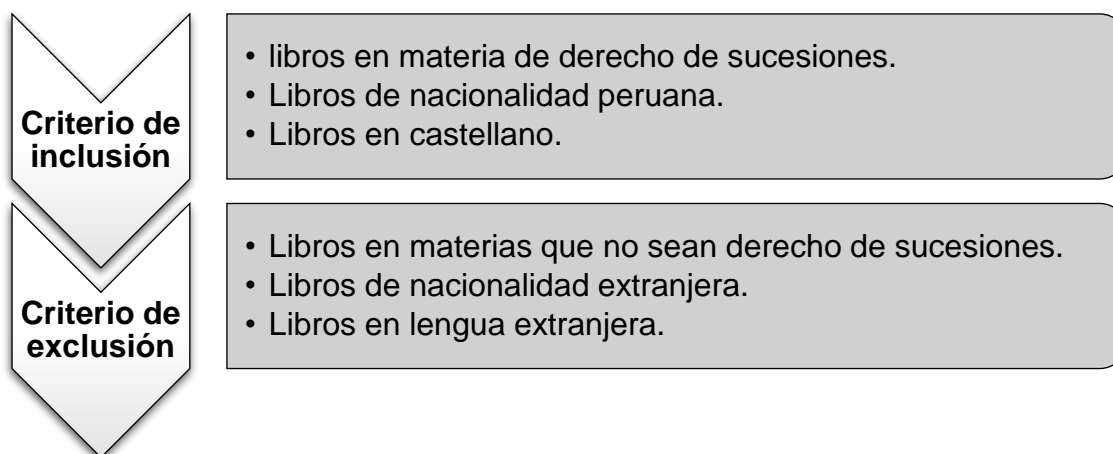 Criterio de
inclusión
• libros en materia de derecho de sucesiones.
• Libros de nacionalidad peruana.
• Libros en castellano.
Criterio de
exclusión
• Libros en materias que no sean derecho de sucesiones.
• Libros de nacionalidad extranjera.
• Libros en lengua extranjera.